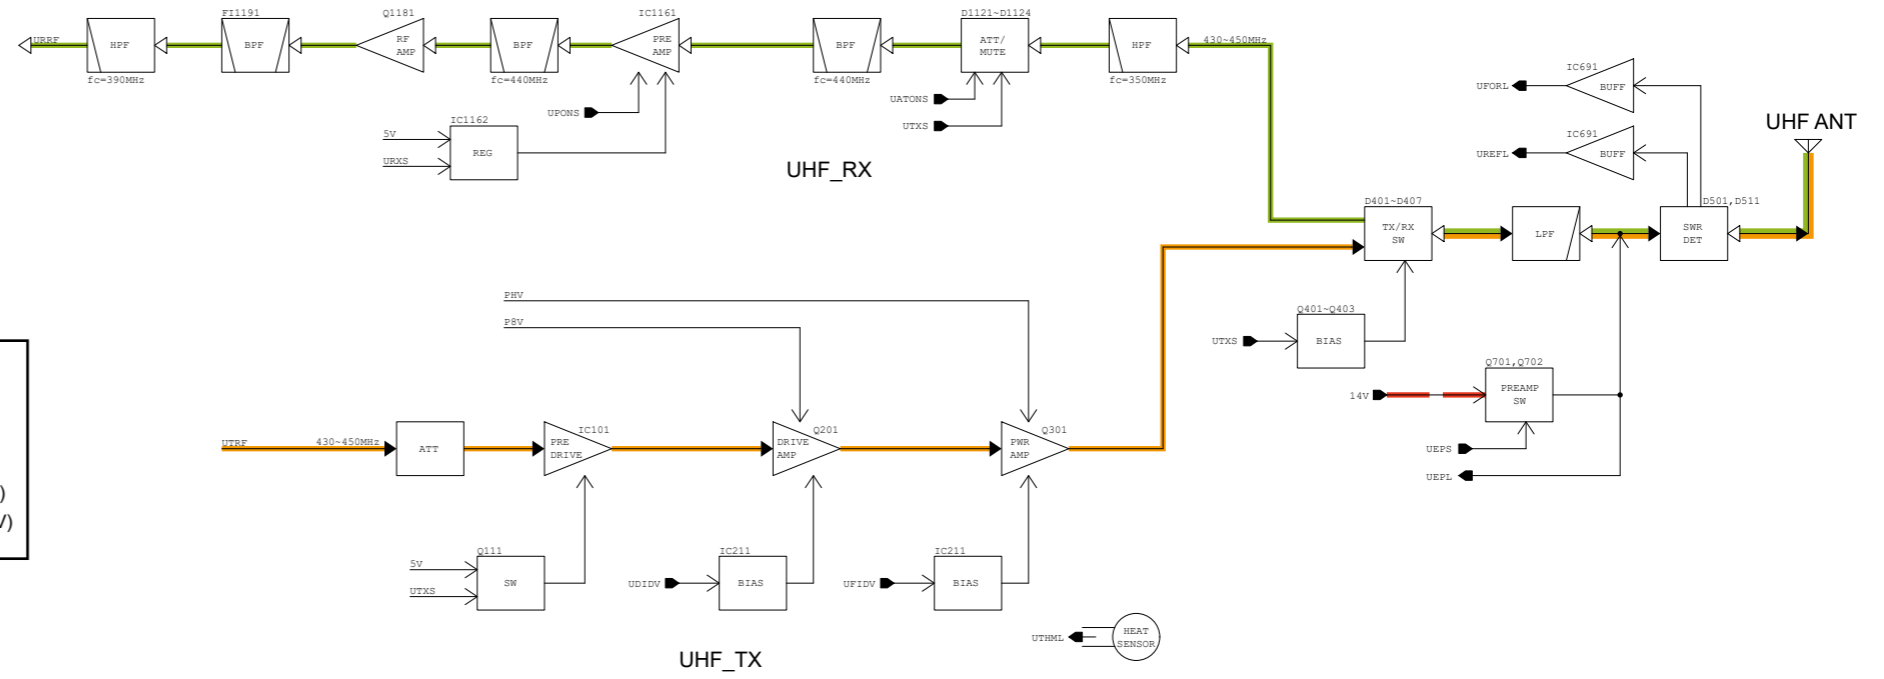 FI1191
Q1181
IC1161
D1121~D1124
URRF
HPF
BPF
RF
AMP
BPF
PRE
AMP
BPF
ATT/
MUTE
HPF
430~450MHz
fc=390MHz
fc=440MHz
fc=440MHz
fc=350MHz
UPONS
UATONS
UTXS
IC1162
5V
URXS
REG
UHF_RX
IC691
UFORL
BUFF
IC691
UREFL
BUFF
UHF ANT
D401~D407
TX/RX
SW
LPF
D501,D511
SWR
DET
PHV
P8V
Q401~Q403
UTXS
BIAS
Q701,Q702
14V
PREAMP
SW
UEPS
UEPL
UTRF
430~450MHz
ATT
IC101
PRE
DRIVE
Q201
DRIVE
AMP
Q301
PWR
AMP
)
V)
Q111
5V
UTXS
SW
IC211
UDIDV
BIAS
IC211
UFIDV
BIAS
UTHML
HEAT
SENSOR
UHF_TX